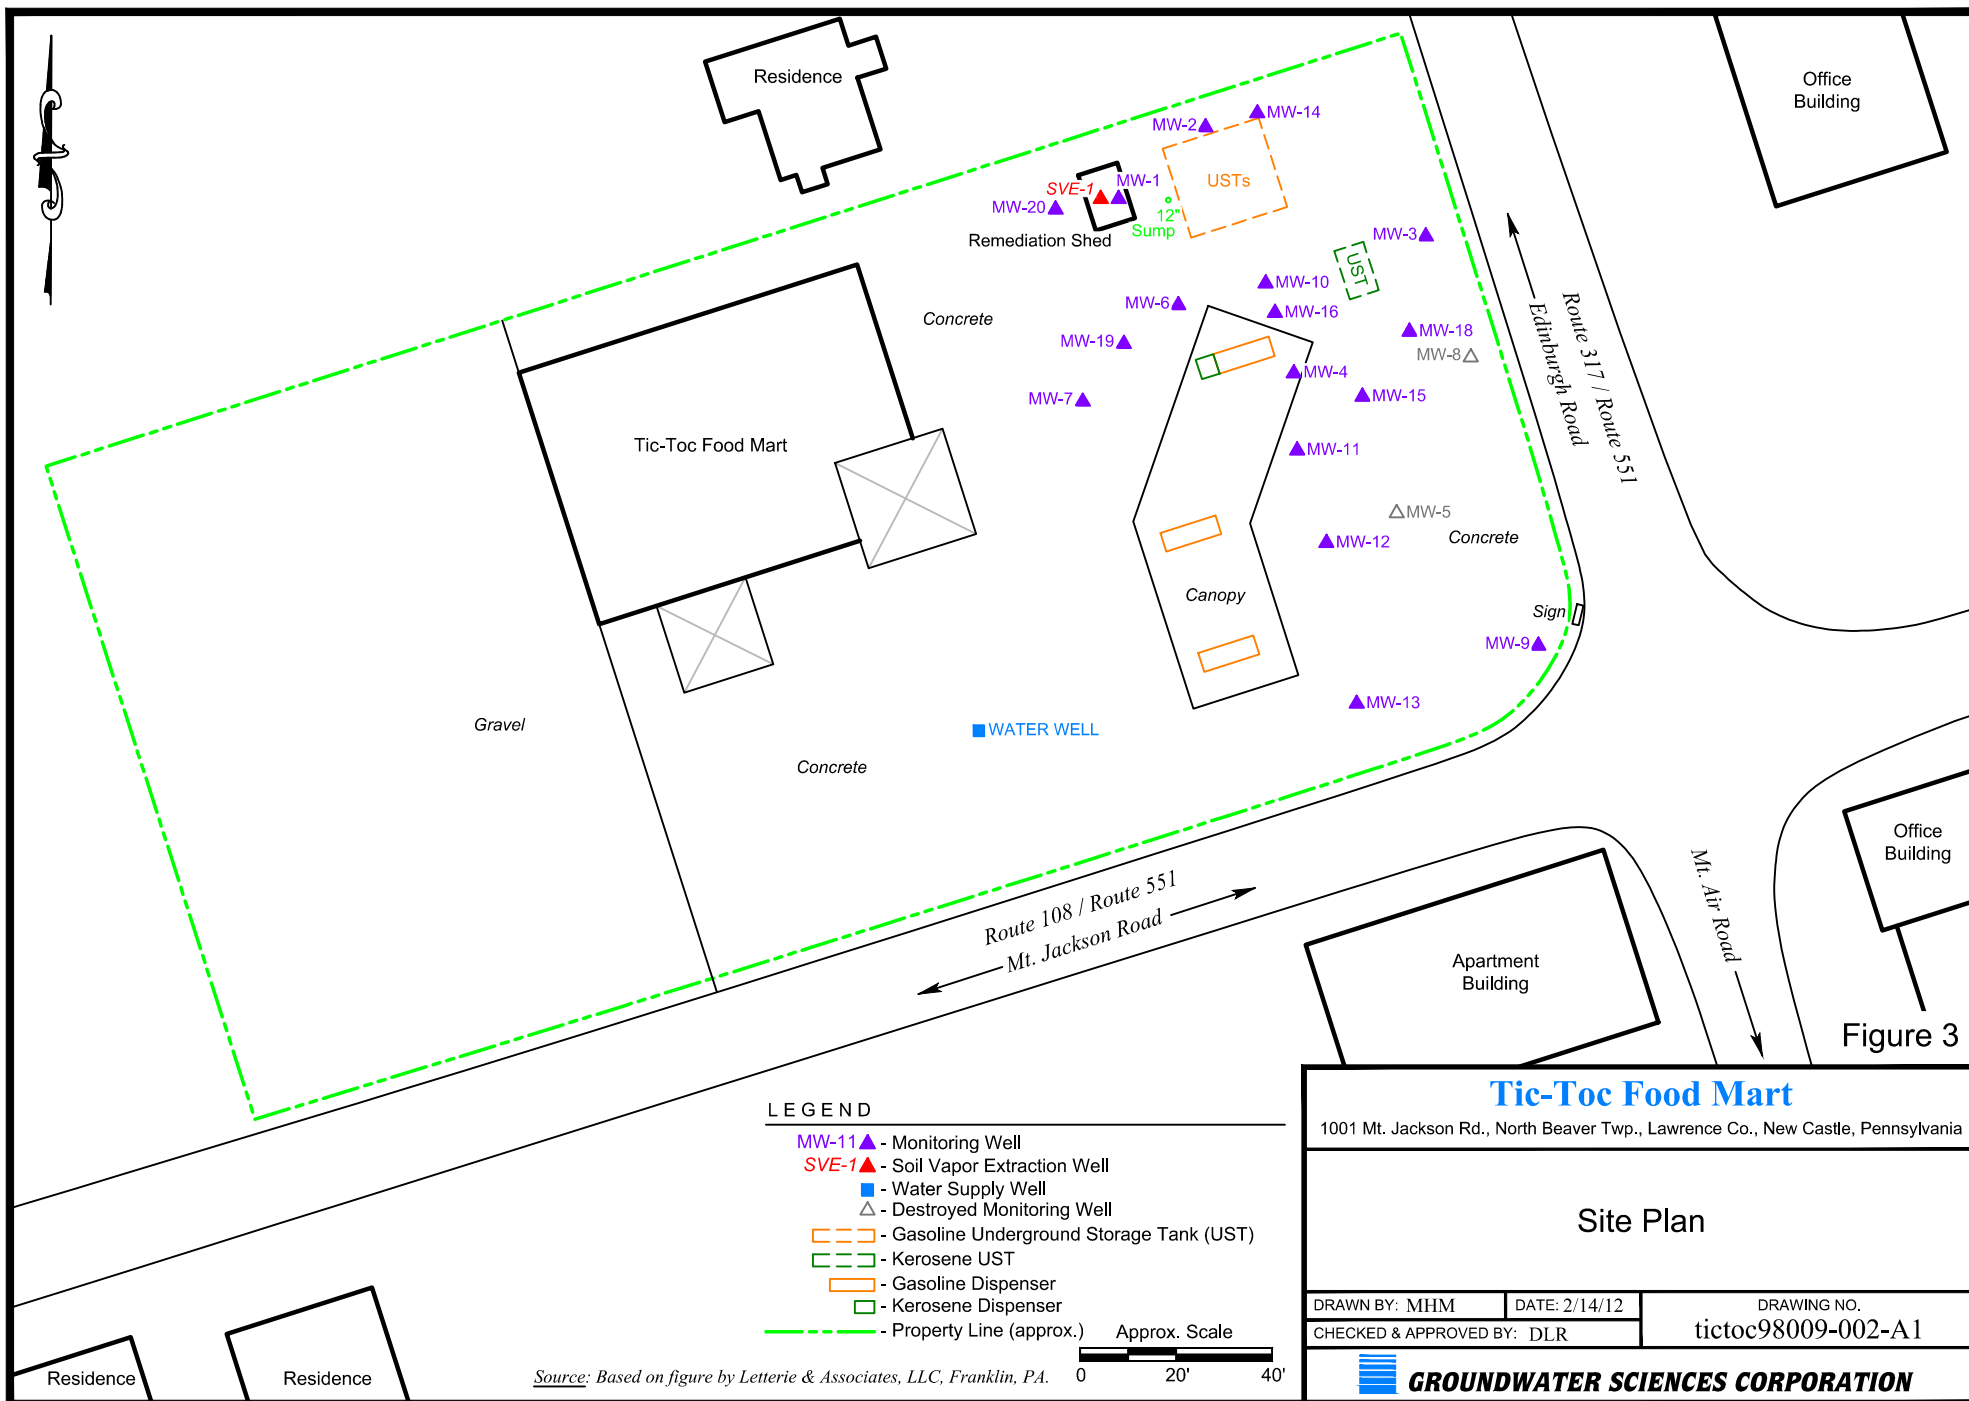 Residence
Office
Building
MW-14
MW-2
USTs
MW-1
SVE-1
MW-20
12"
Sump
Remediation Shed
MW-3
UST
MW-10
MW-6
MW-16
Concrete
MW-19
MW-18
MW-8
MW-4
MW-7
MW-15
Route 317 / Route 551
Edinburgh Road
Tic-Toc Food Mart
MW-11
MW-5
Concrete
MW-12
Canopy
Sign
MW-9
MW-13
Gravel
WATER WELL
Concrete
Route 108 / Route 551
Mt. Jackson Road
Mt. Air Road
Office
Building
Apartment
Building
Figure 3
LEGEND
MW-11 - Monitoring Well
SVE-1 - Soil Vapor Extraction Well
- Water Supply Well
- Destroyed Monitoring Well
- Gasoline Underground Storage Tank (UST)
- Kerosene UST
- Gasoline Dispenser
- Kerosene Dispenser
- Property Line (approx.)
Approx. Scale
0 20' 40'
Source: Based on figure by Letterie & Associates, LLC, Franklin, PA.
Residence
Residence
Tic-Toc Food Mart
1001 Mt. Jackson Rd., North Beaver Twp., Lawrence Co., New Castle, Pennsylvania
Site Plan
DRAWN BY: MHM
DATE: 2/14/12
CHECKED & APPROVED BY: DLR
DRAWING NO.
tictoc98009-002-A1
GROUNDWATER SCIENCES CORPORATION